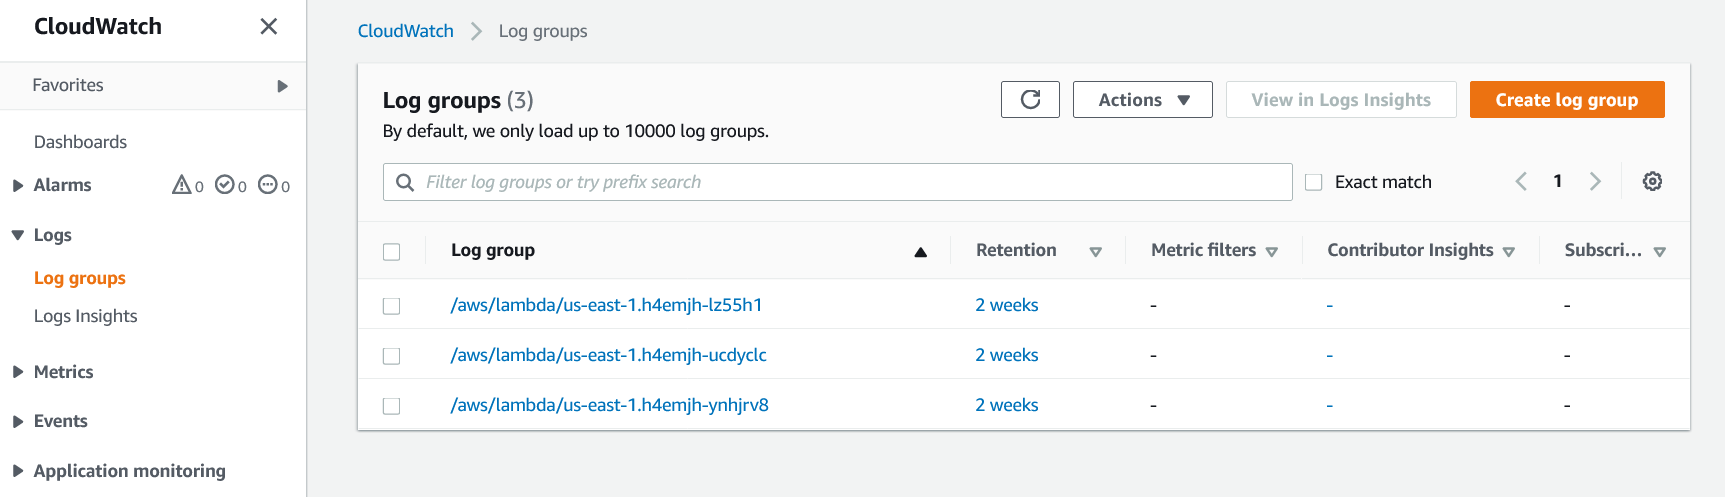 CloudWatch
Favorites
Dashboards
Alarms 0 0 0
Logs
Log groups
Logs Insights
Metrics
Events
Application monitoring
CloudWatch Log groups
Log groups (3)
By default, we only load up to 10000 log groups.
Actions
View in Logs Insights
Create log group
Filter log groups or try prefix search
Exact match
1
Log group Retention Metric filters Contributor Insights Subscri...
/aws/lambda/us-east-1.h4emjh-lz55h1 2 weeks - - -
/aws/lambda/us-east-1.h4emjh-ucdyclc 2 weeks - - -
/aws/lambda/us-east-1.h4emjh-ynhjrv8 2 weeks - - -